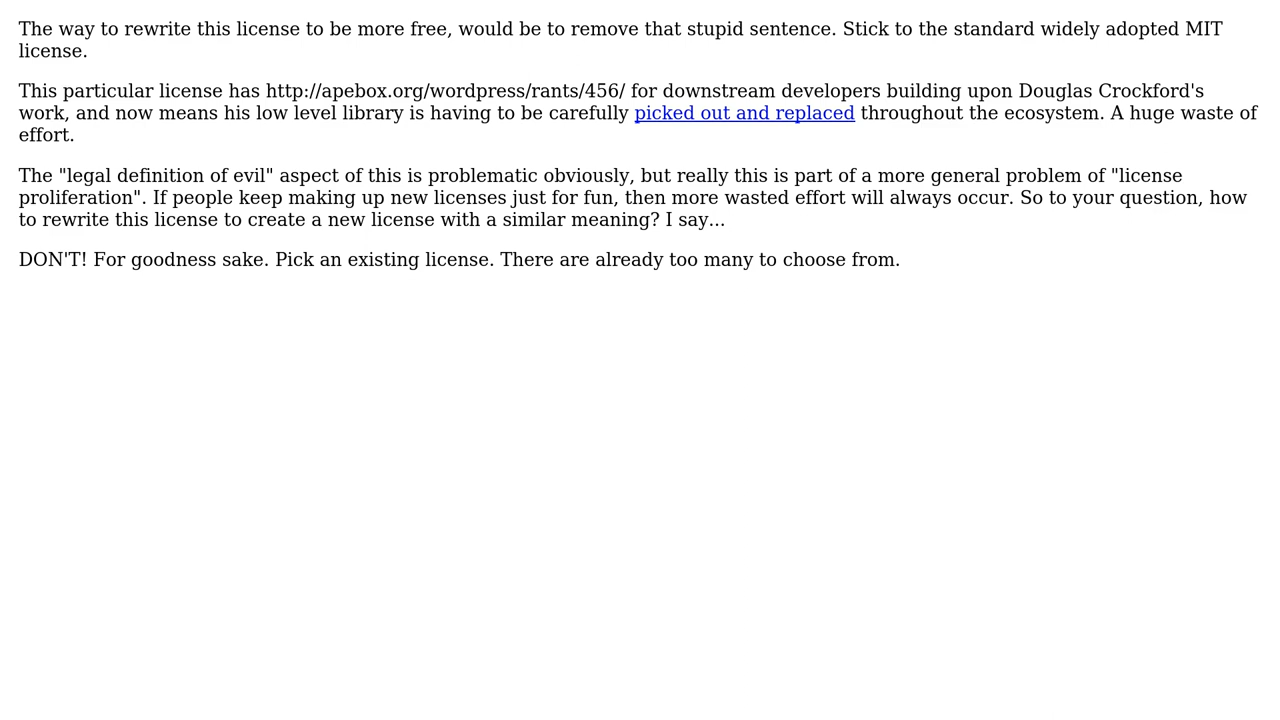 The way to rewrite this license to be more free, would be to remove that stupid sentence. Stick to the standard widely adopted MIT
license.
This particular license has http://apebox.org/wordpress/rants/456/ for downstream developers building upon Douglas Crockford's
work, and now means his low level library is having to be carefully picked out and replaced throughout the ecosystem. A huge waste of
effort.
The "legal definition of evil" aspect of this is problematic obviously, but really this is part of a more general problem of "license
proliferation". If people keep making up new licenses just for fun, then more wasted effort will always occur. So to your question, how
to rewrite this license to create a new license with a similar meaning? I say...
DON'T! For goodness sake. Pick an existing license. There are already too many to choose from.